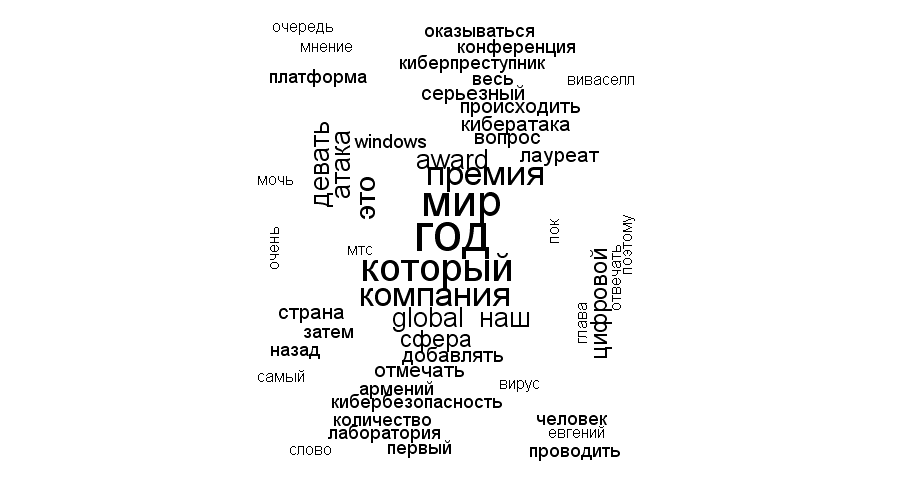 очередь
оказываться
мнение
конференция
киберпреступник
платформа
весь
виваселл
серьезный
происходить
кибератака
windows
вопрос
девать
атака
award
лауреат
премия
мочь
это
мир
год
пок
поэтому
очень
мтс
который
отвечать
цифровой
компания
глава
страна
global
наш
затем
сфера
назад
добавлять
отмечать
самый
армений
вирус
кибербезопасность
количество
человек
лаборатория
евгений
слово
первый
проводить